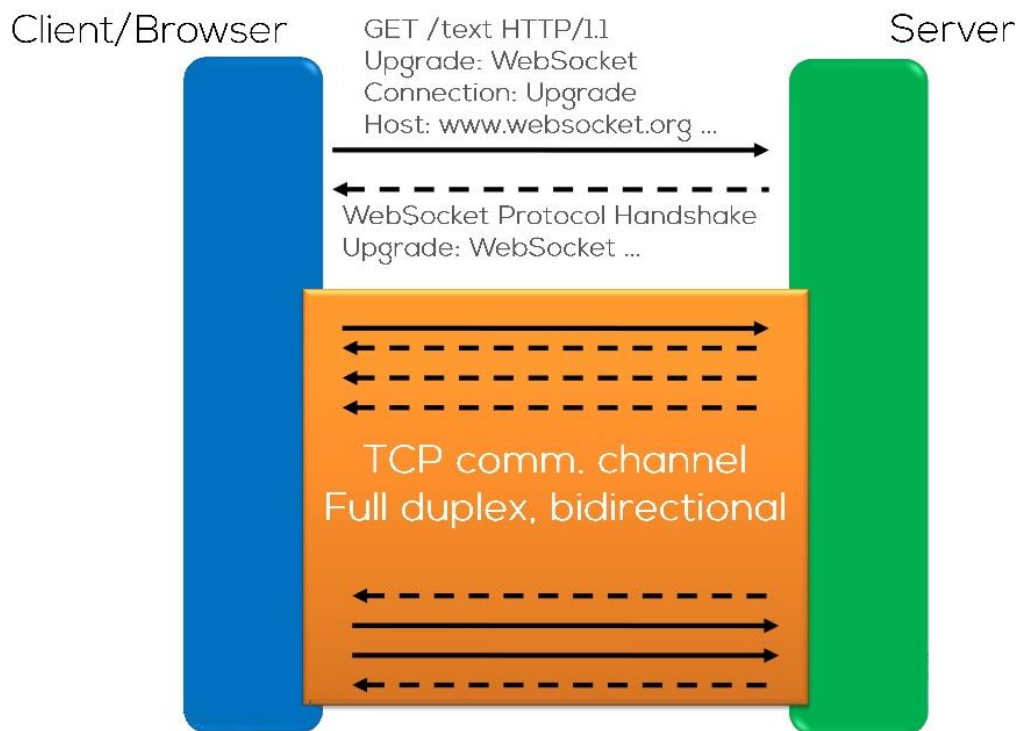 Client/Browser
GET /text HTTP/1.1
Upgrade: WebSocket
Connection: Upgrade
Host: www.websocket.org ...
Server
WebSocket Protocol Handshake
Upgrade: WebSocket ...
TCP comm. channel
Full duplex, bidirectional